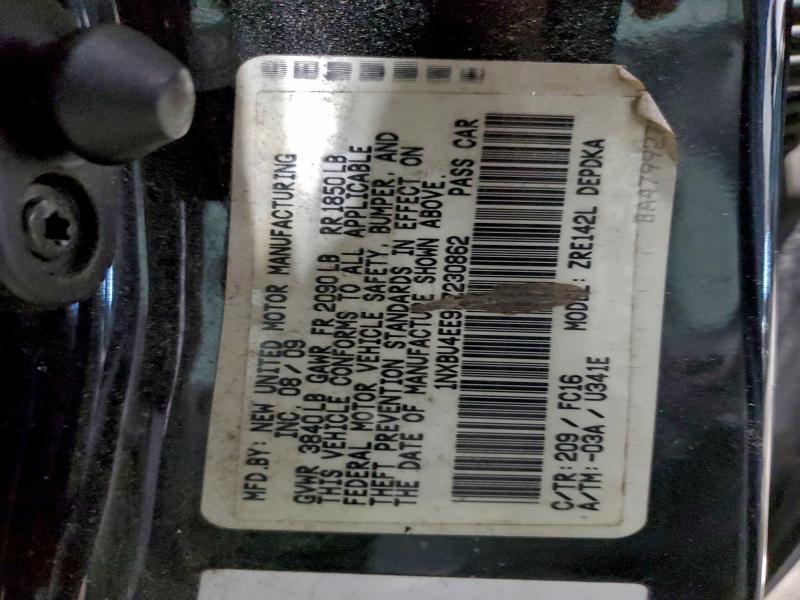 MFD.BY: NEW UNITED MOTOR MANUFACTURING
INC. 08/09
GVWR 3840LB GAWR FR 2090LB RR 1850LB
THIS VEHICLE CONFORMS TO ALL APPLICABLE
FEDERAL MOTOR VEHICLE SAFETY, BUMPER, AND
THEFT PREVENTION STANDARDS IN EFFECT ON
THE DATE OF MANUFACTURE SHOWN ABOVE.
1NXBU4EE9 230862 PASS CAR
C/TR: 209 / FC16 MODEL: ZRE142L DEPDKA
A/TM: -03A / U341E